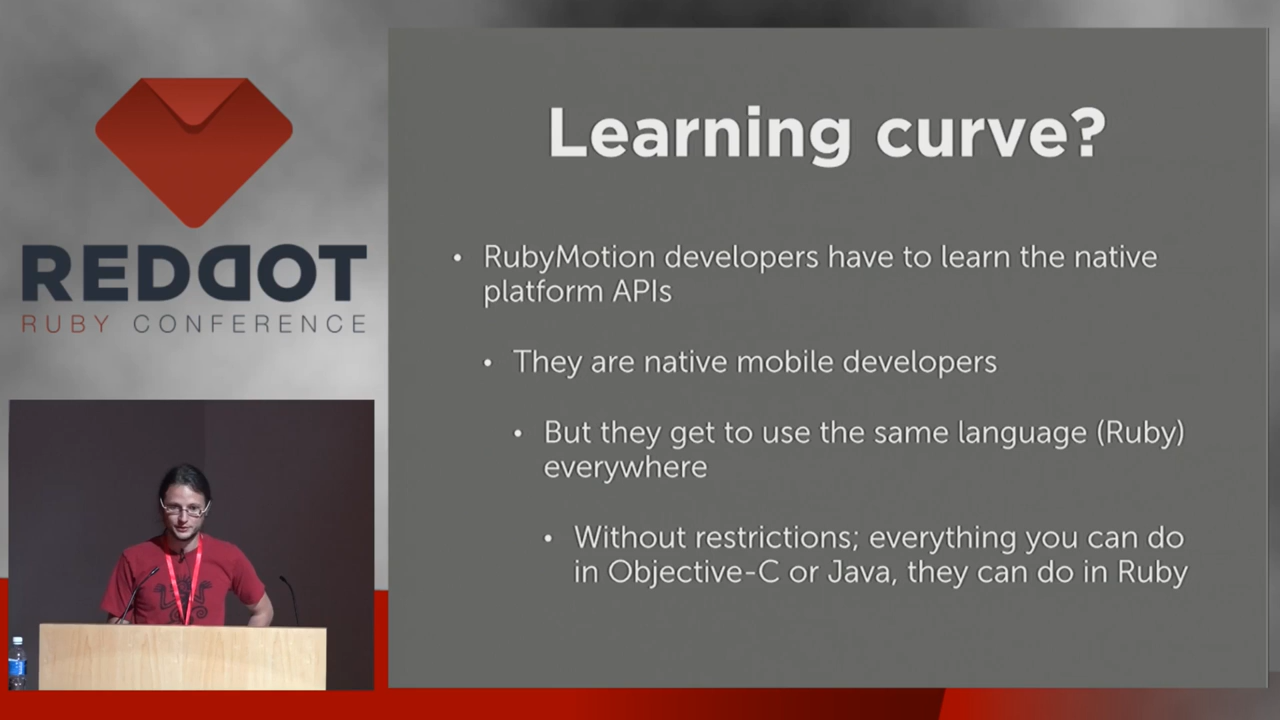 REDDOT
RUBY CONFERENCE
Learning curve?
• RubyMotion developers have to learn the native
platform APIs
• They are native mobile developers
• But they get to use the same language (Ruby)
everywhere
• Without restrictions; everything you can do
in Objective-C or Java, they can do in Ruby